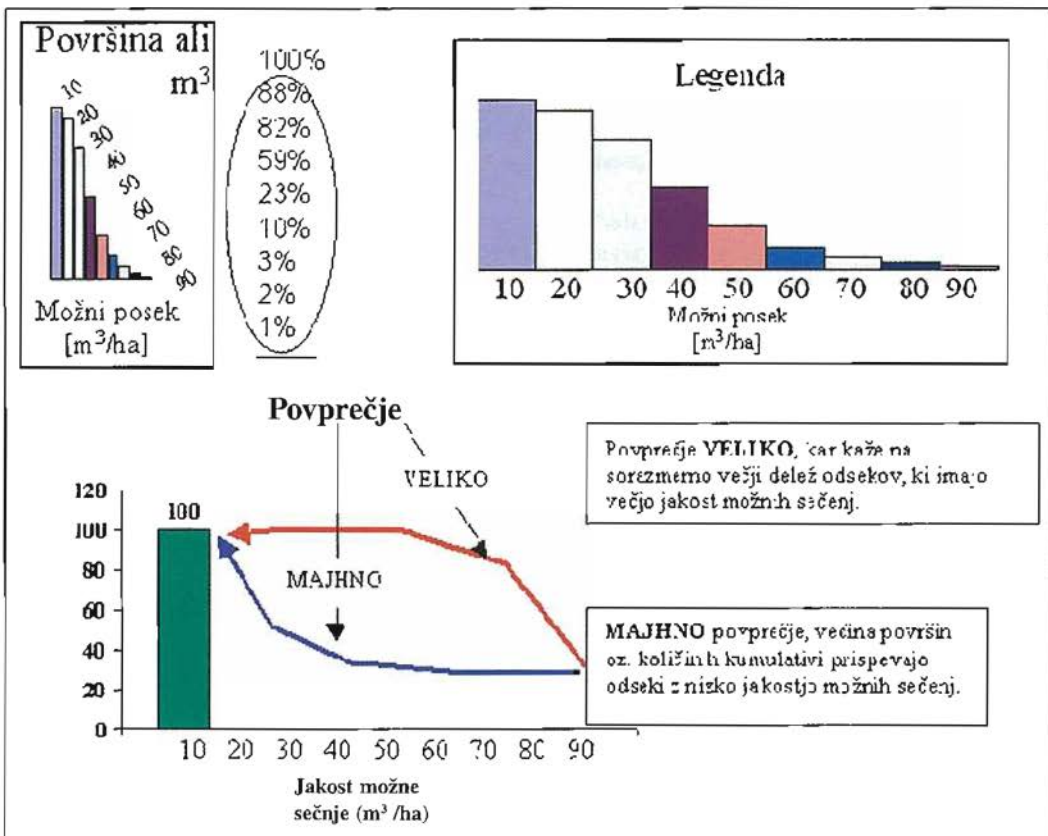 Površina ali
m³
10
20
30
40
50
60
70
80
90
Možni posek
[m³/ha]
100%
88%
82%
59%
23%
10%
3%
2%
1%
Legenda
10 20 30 40 50 60 70 80 90
Možni posek
[m³/ha]
Povprečje
VELIKO
MAJHNO
120
100
80
60
40
20
0
100
10 20 30 40 50 60 70 80 90
Jakost možne
sečnje (m³ /ha)
Povprečje VELIKO, kar kaže na
sorazmerno večji delež odsekov, ki imajo
večjo jakost možnih sečenj.
MAJHNO povprečje, večina površin
oz. količin h kumulativi prispevajo
odseki z nizko jakostjo možnih sečenj.